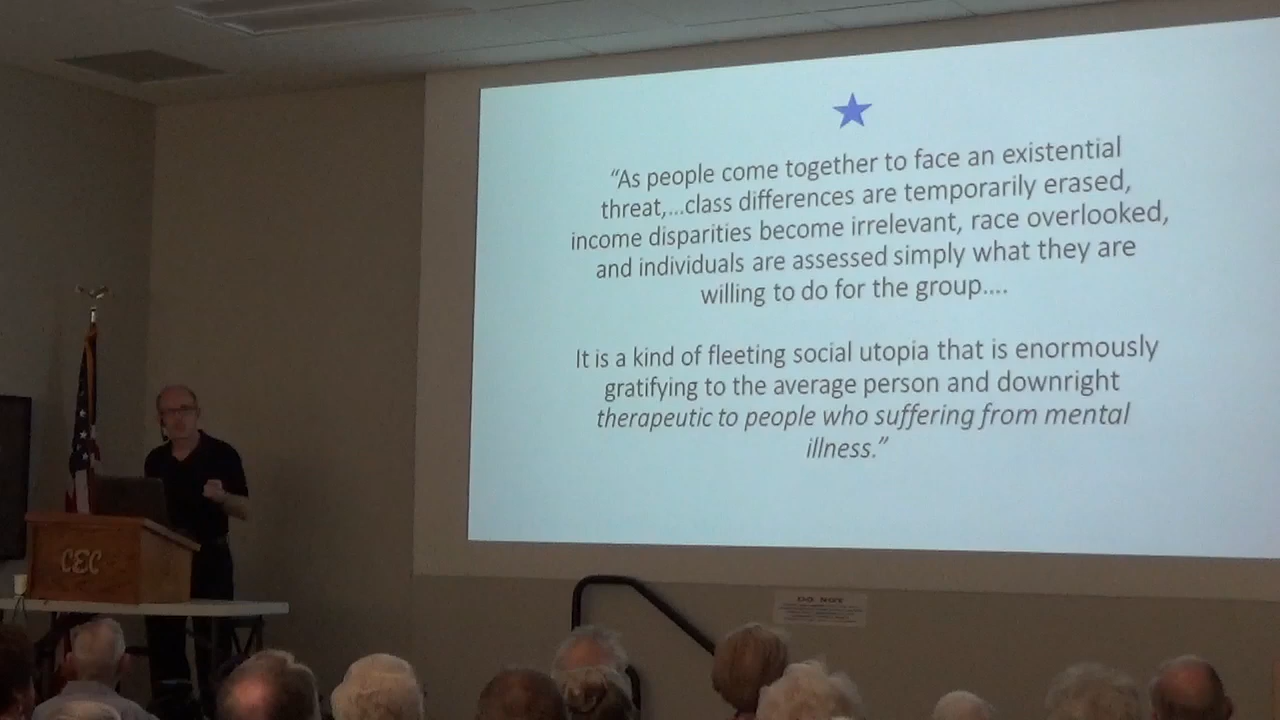 “As people come together to face an existential
threat,...class differences are temporarily erased,
income disparities become irrelevant, race overlooked,
and individuals are assessed simply what they are
willing to do for the group....
It is a kind of fleeting social utopia that is enormously
gratifying to the average person and downright
therapeutic to people who suffering from mental
illness.”
CEC
DO NOT